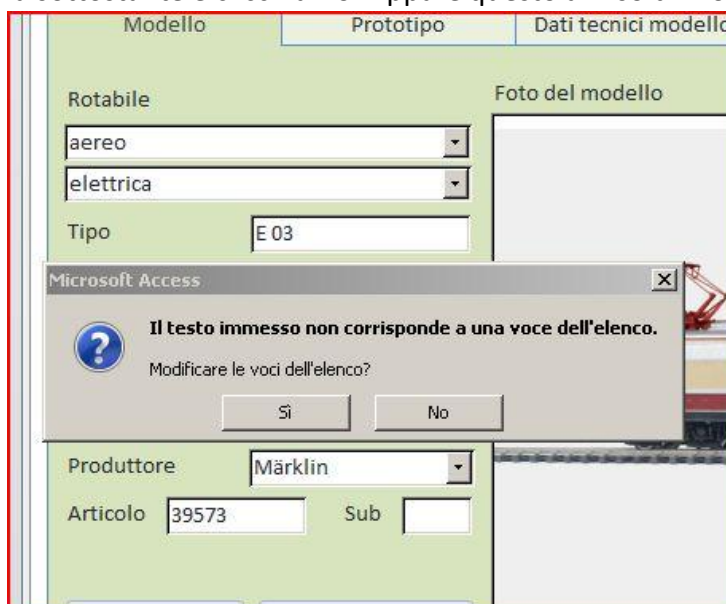 Modello Prototipo Dati tecnici modello
Rotabile Foto del modello
aereo
elettrica
Tipo E 03
Microsoft Access
Il testo immesso non corrisponde a una voce dell'elenco.
Modificare le voci dell'elenco?
Sì No
Produttore Märklin
Articolo 39573 Sub